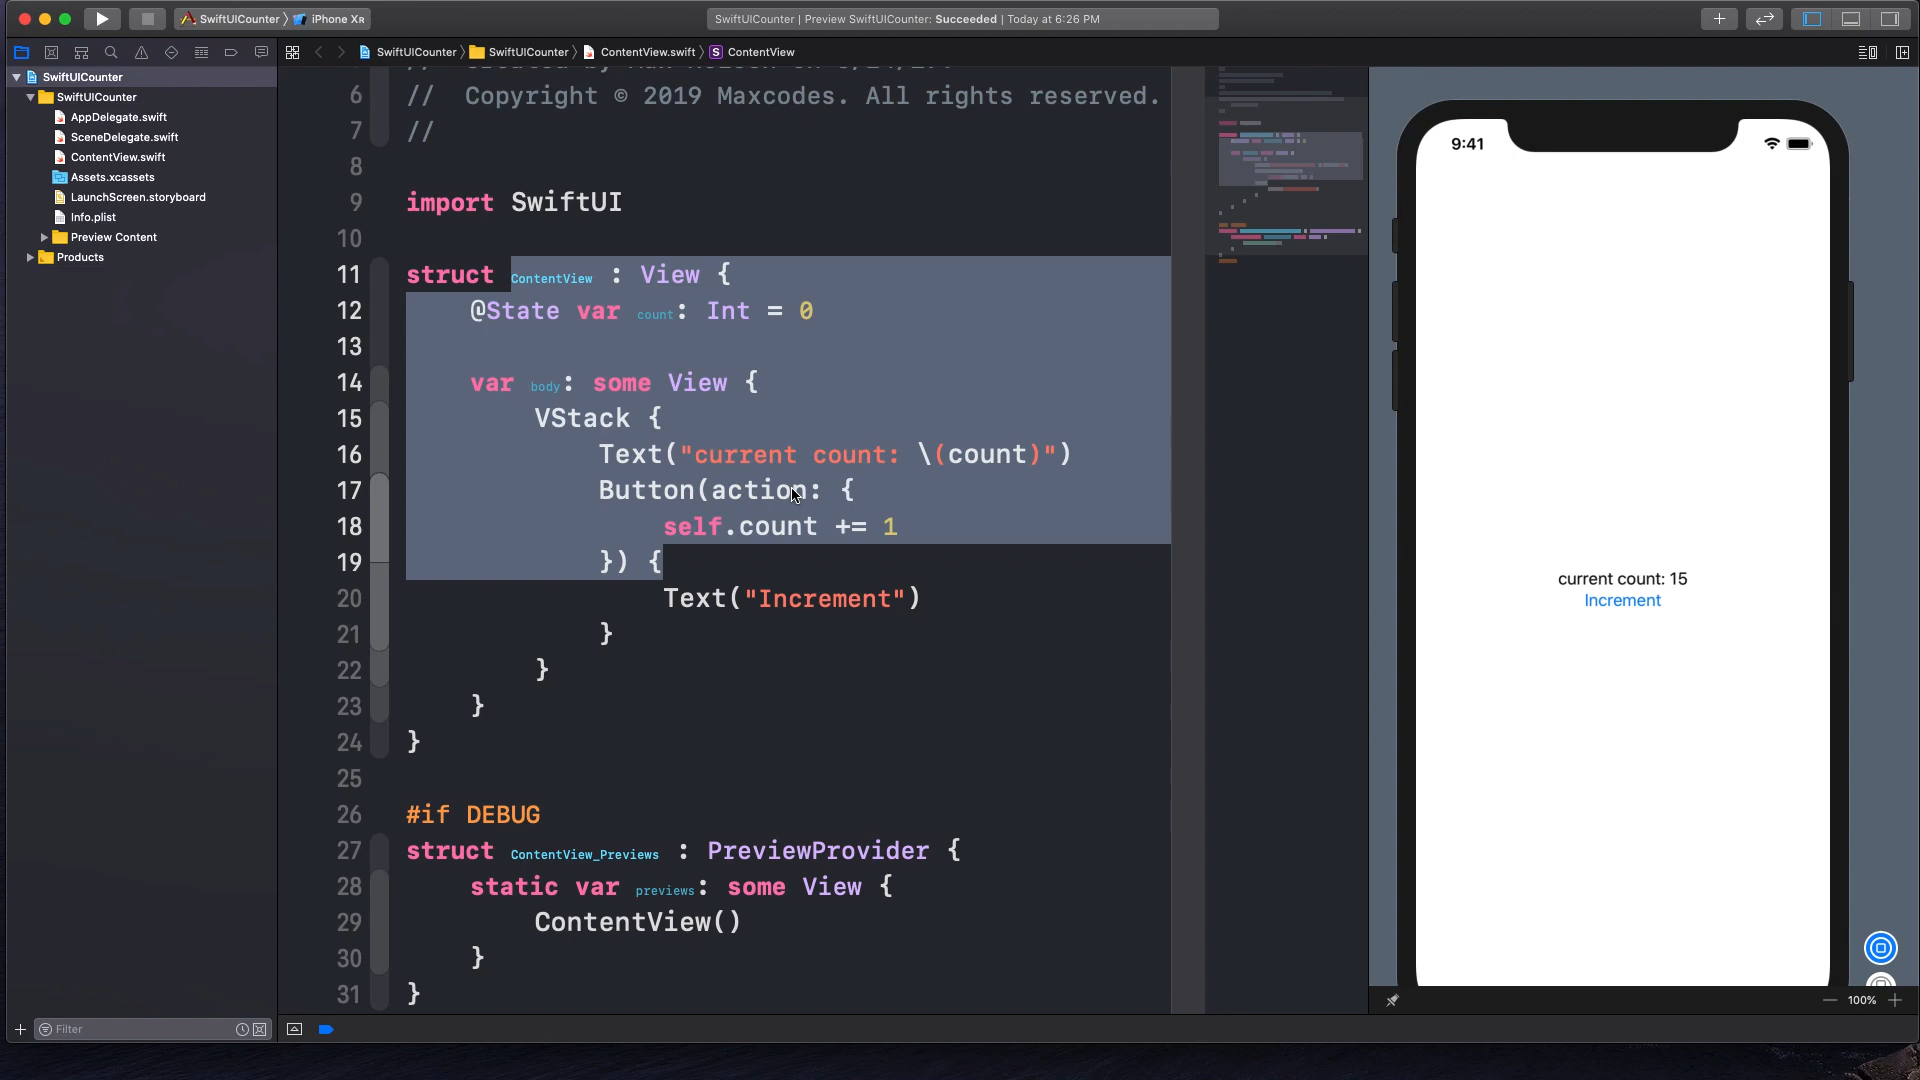 SwiftUICounter
iPhone XR
SwiftUICounter | Preview SwiftUICounter: Succeeded | Today at 6:26 PM
SwiftUICounter
SwiftUICounter
ContentView.swift
S ContentView
SwiftUICounter
SwiftUICounter
AppDelegate.swift
SceneDelegate.swift
ContentView.swift
Assets.xcassets
LaunchScreen.storyboard
Info.plist
Preview Content
Products
6 //  Copyright © 2019 Maxcodes. All rights reserved.
7 //
8
9 import SwiftUI
10
11 struct ContentView : View {
12     @State var count: Int = 0
13
14     var body: some View {
15         VStack {
16             Text("current count: \(count)")
17             Button(action: {
18                 self.count += 1
19             }) {
20                 Text("Increment")
21             }
22         }
23     }
24 }
25
26 #if DEBUG
27 struct ContentView_Previews : PreviewProvider {
28     static var previews: some View {
29         ContentView()
30     }
31 }
9:41
current count: 15
Increment
Filter
100%